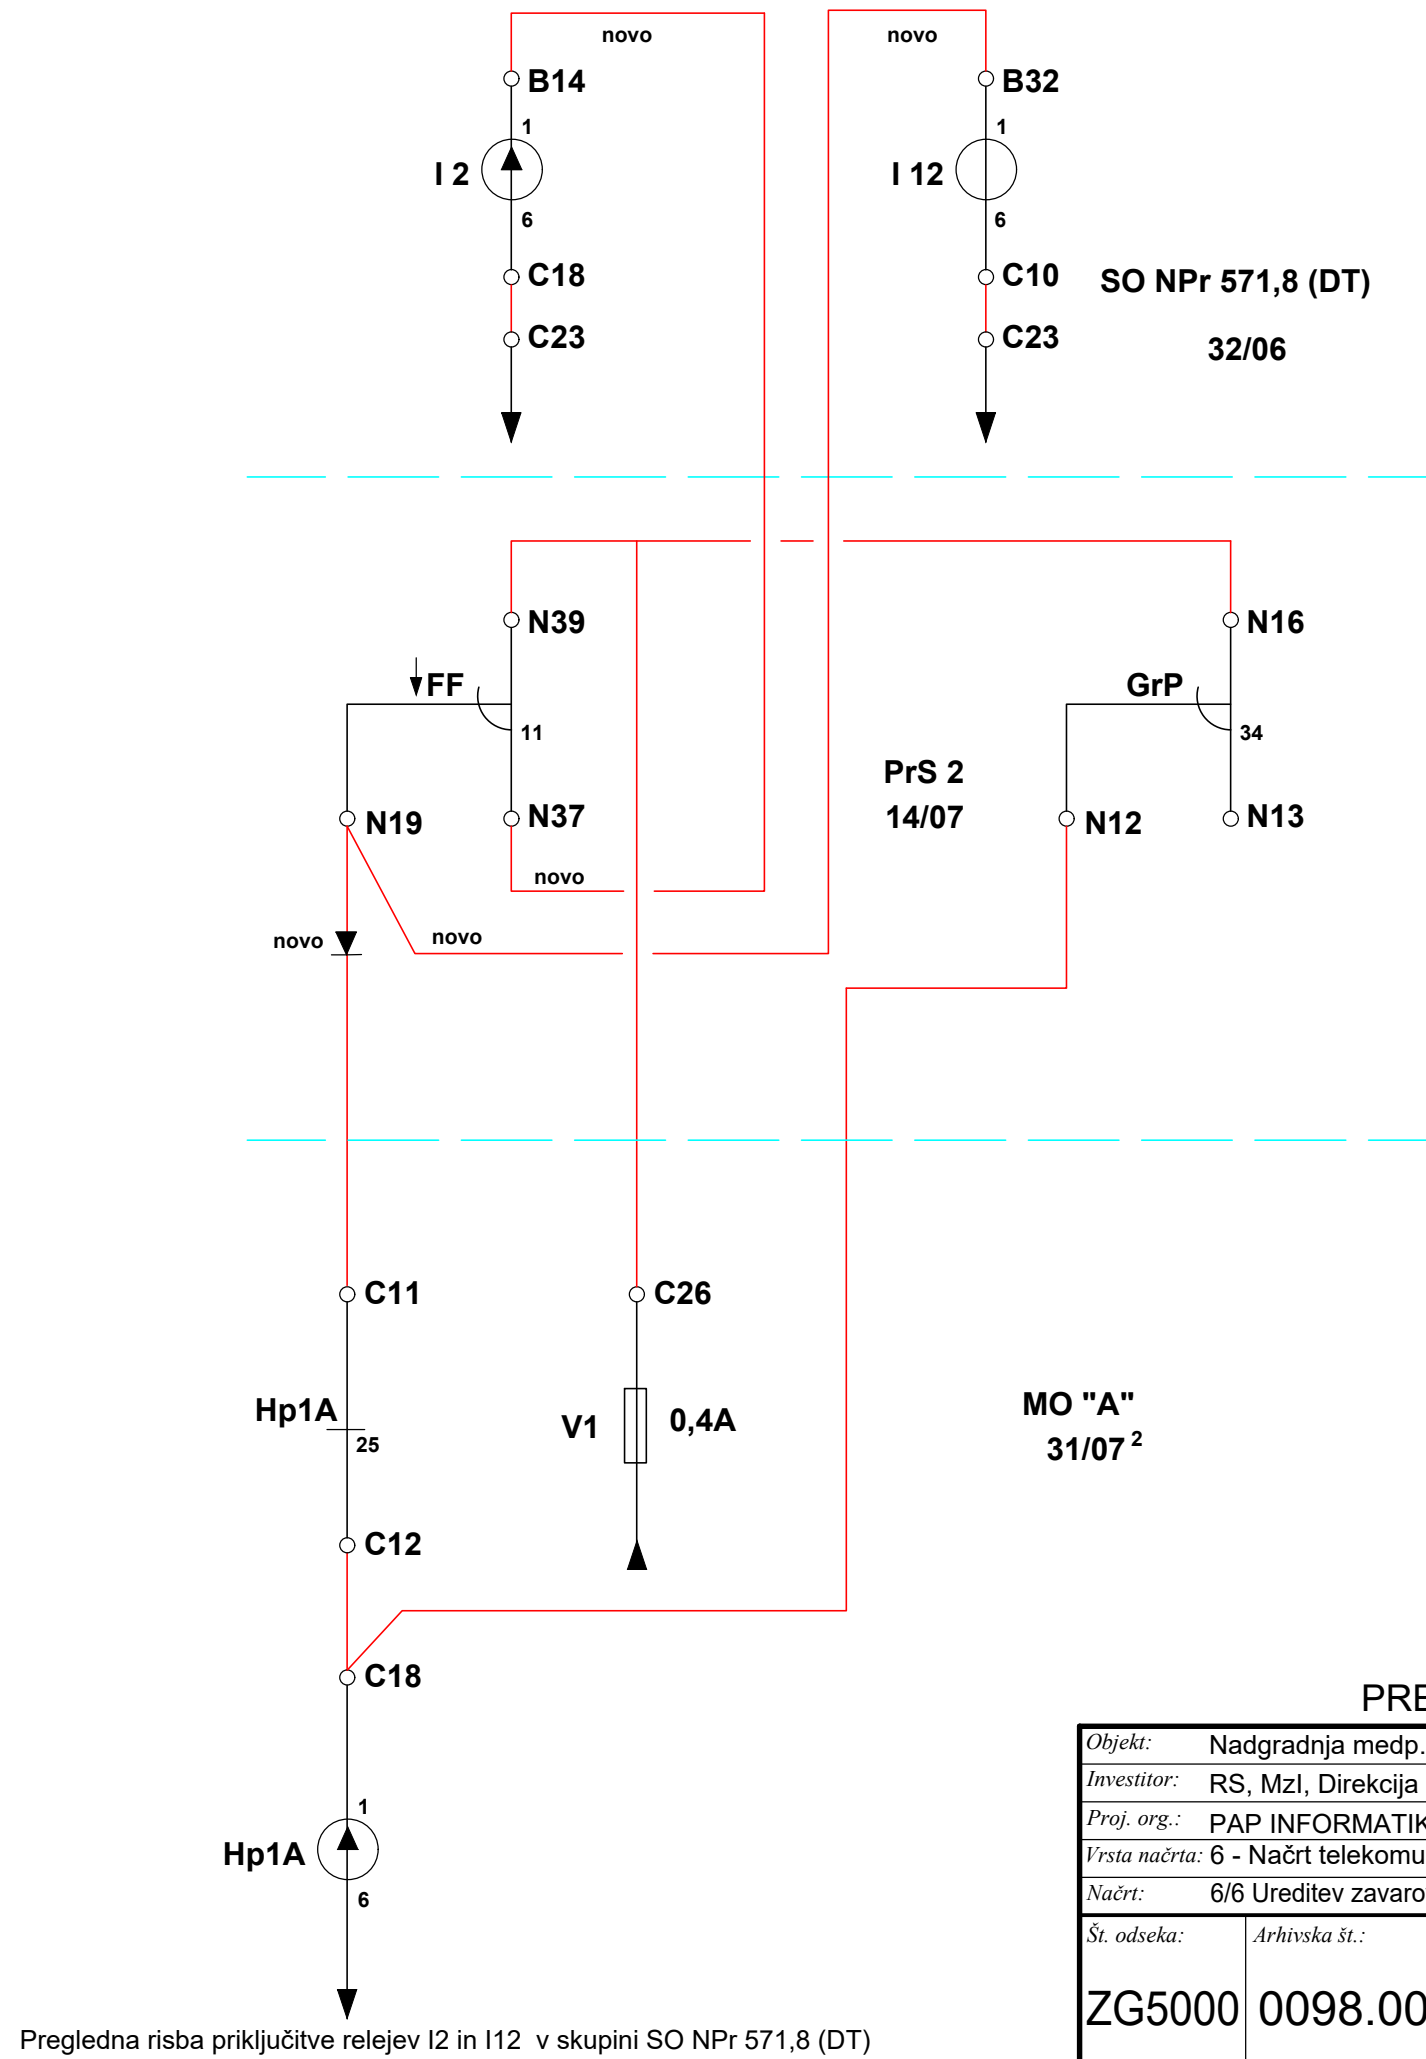 novo
novo
B14
B32
1
1
I 2
I 12
6
6
C18
C10
SO NPr 571,8 (DT)
C23
C23
32/06
N39
N16
FF
GrP
11
34
PrS 2
14/07
N19
N37
N12
N13
novo
novo
novo
C11
C26
Hp1A
25
V1
0,4A
MO "A"
31/07 2
C12
C18
1
Hp1A
6
PRE
Objekt: Nadgradnja medp.
Investitor: RS, MzI, Direkcija
Proj. org.: PAP INFORMATIK
Vrsta načrta: 6 - Načrt telekomu
Načrt: 6/6 Ureditev zavaro
Št. odseka: Arhivska št.:
ZG5000 0098.00
Pregledna risba priključitve relejev I2 in I12 v skupini SO NPr 571,8 (DT)